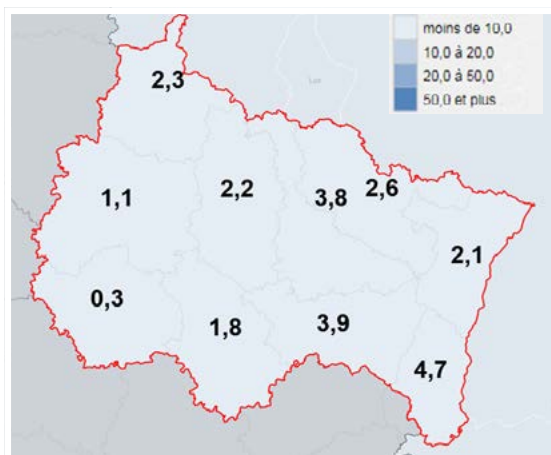 moins de 10,0
10,0 à 20,0
20,0 à 50,0
50,0 et plus
2,3
1,1
2,2
3,8
2,6
2,1
0,3
1,8
3,9
4,7